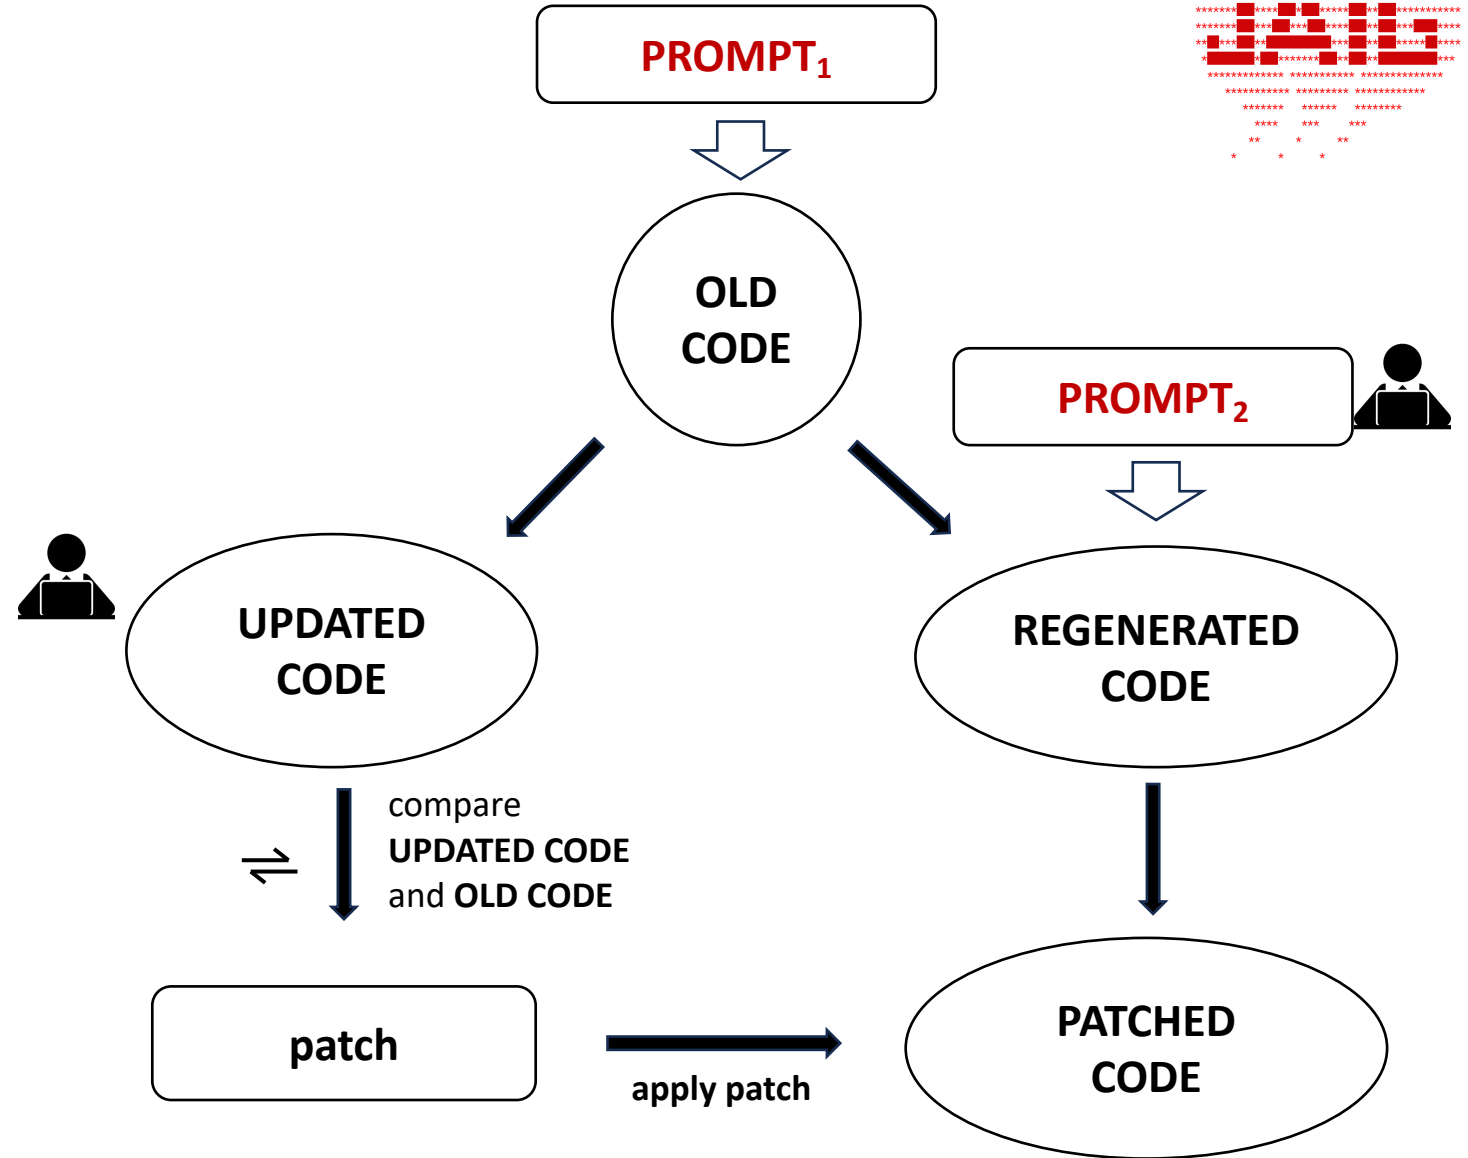 PROMPT₁
OLD
CODE
PROMPT₂
UPDATED
CODE
REGENERATED
CODE
compare
UPDATED CODE
and OLD CODE
patch
apply patch
PATCHED
CODE